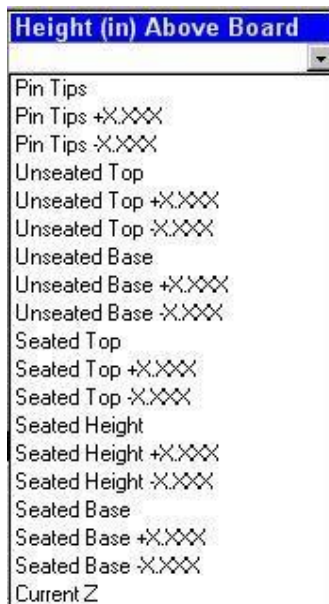 Height (in) Above Board
Pin Tips
Pin Tips +X.XXX
Pin Tips -X.XXX
Unseated Top
Unseated Top +X.XXX
Unseated Top -X.XXX
Unseated Base
Unseated Base +X.XXX
Unseated Base -X.XXX
Seated Top
Seated Top +X.XXX
Seated Top -X.XXX
Seated Height
Seated Height +X.XXX
Seated Height -X.XXX
Seated Base
Seated Base +X.XXX
Seated Base -X.XXX
Current Z